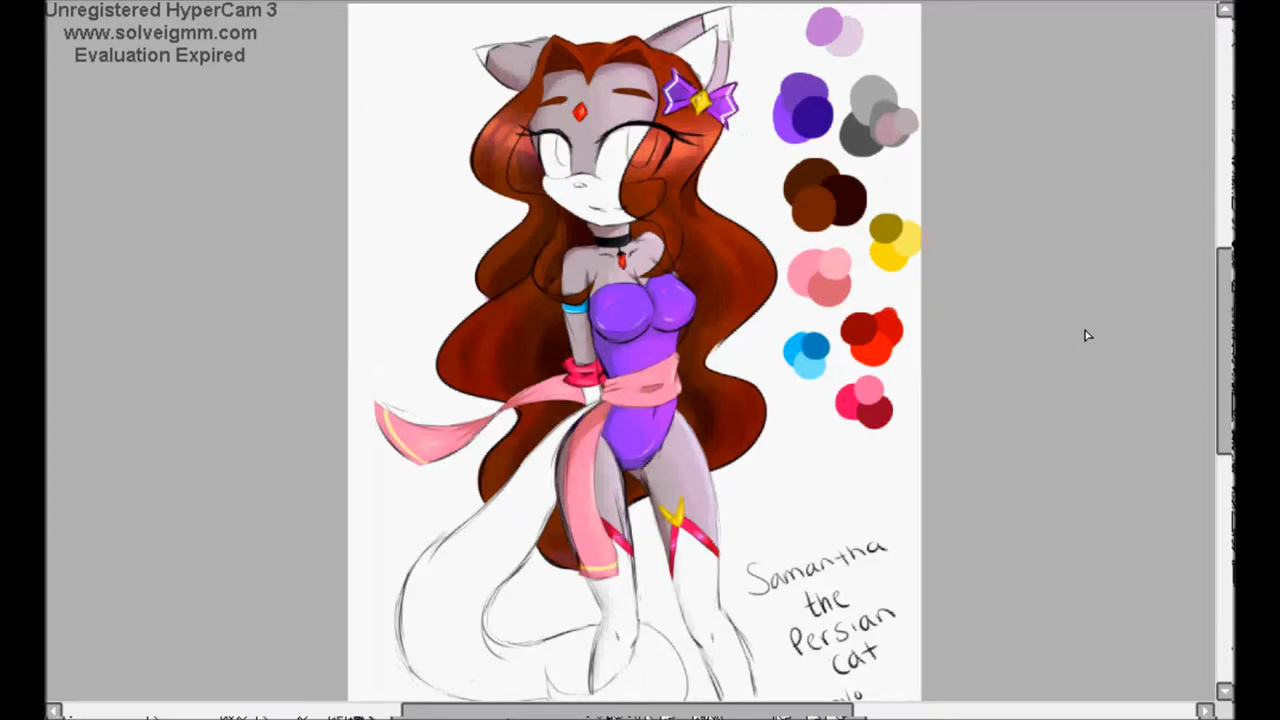 Unregistered HyperCam 3
www.solveigmm.com
Evaluation Expired
Samantha
the
Persian
cat